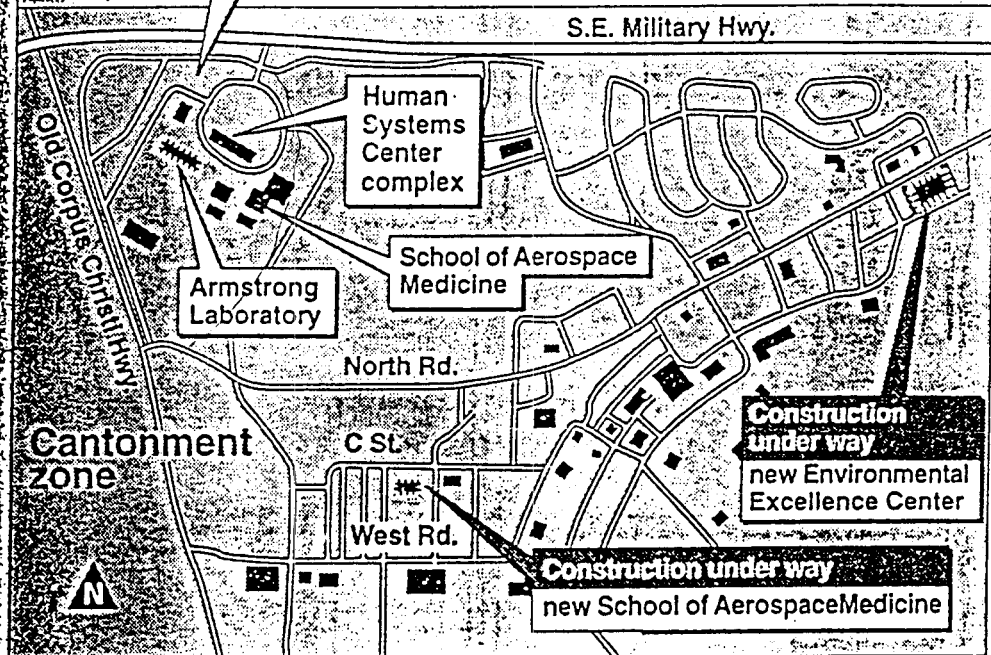 S.E. Military Hwy.
Human
Systems
Center
complex
Old Corpus Christi Hwy
School of Aerospace
Medicine
Armstrong
Laboratory
North Rd.
Cantonment
zone
C St.
Construction
under way
new Environmental
Excellence Center
West Rd.
Construction under way
new School of AerospaceMedicine
N